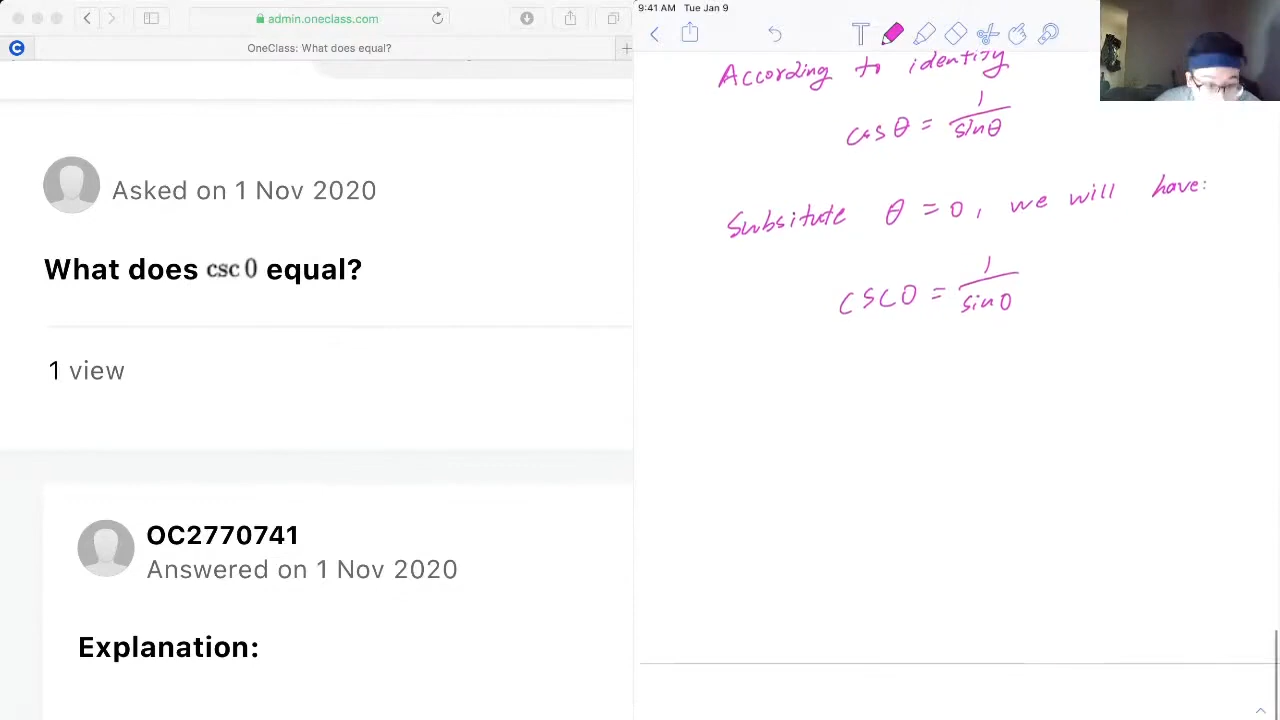 admin.oneclass.com
OneClass: What does equal?
Asked on 1 Nov 2020
What does csc 0 equal?
1 view
OC2770741
Answered on 1 Nov 2020
Explanation:
9:41 AM Tue Jan 9
According to identity
cos θ = 1/sin θ
Subsitute θ = 0, we will have:
csc 0 = 1/sin 0